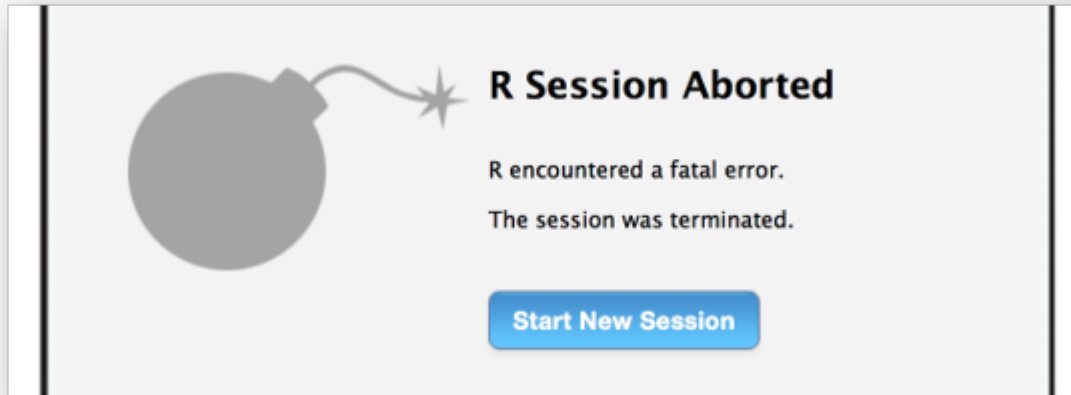 R Session Aborted
R encountered a fatal error.
The session was terminated.
Start New Session